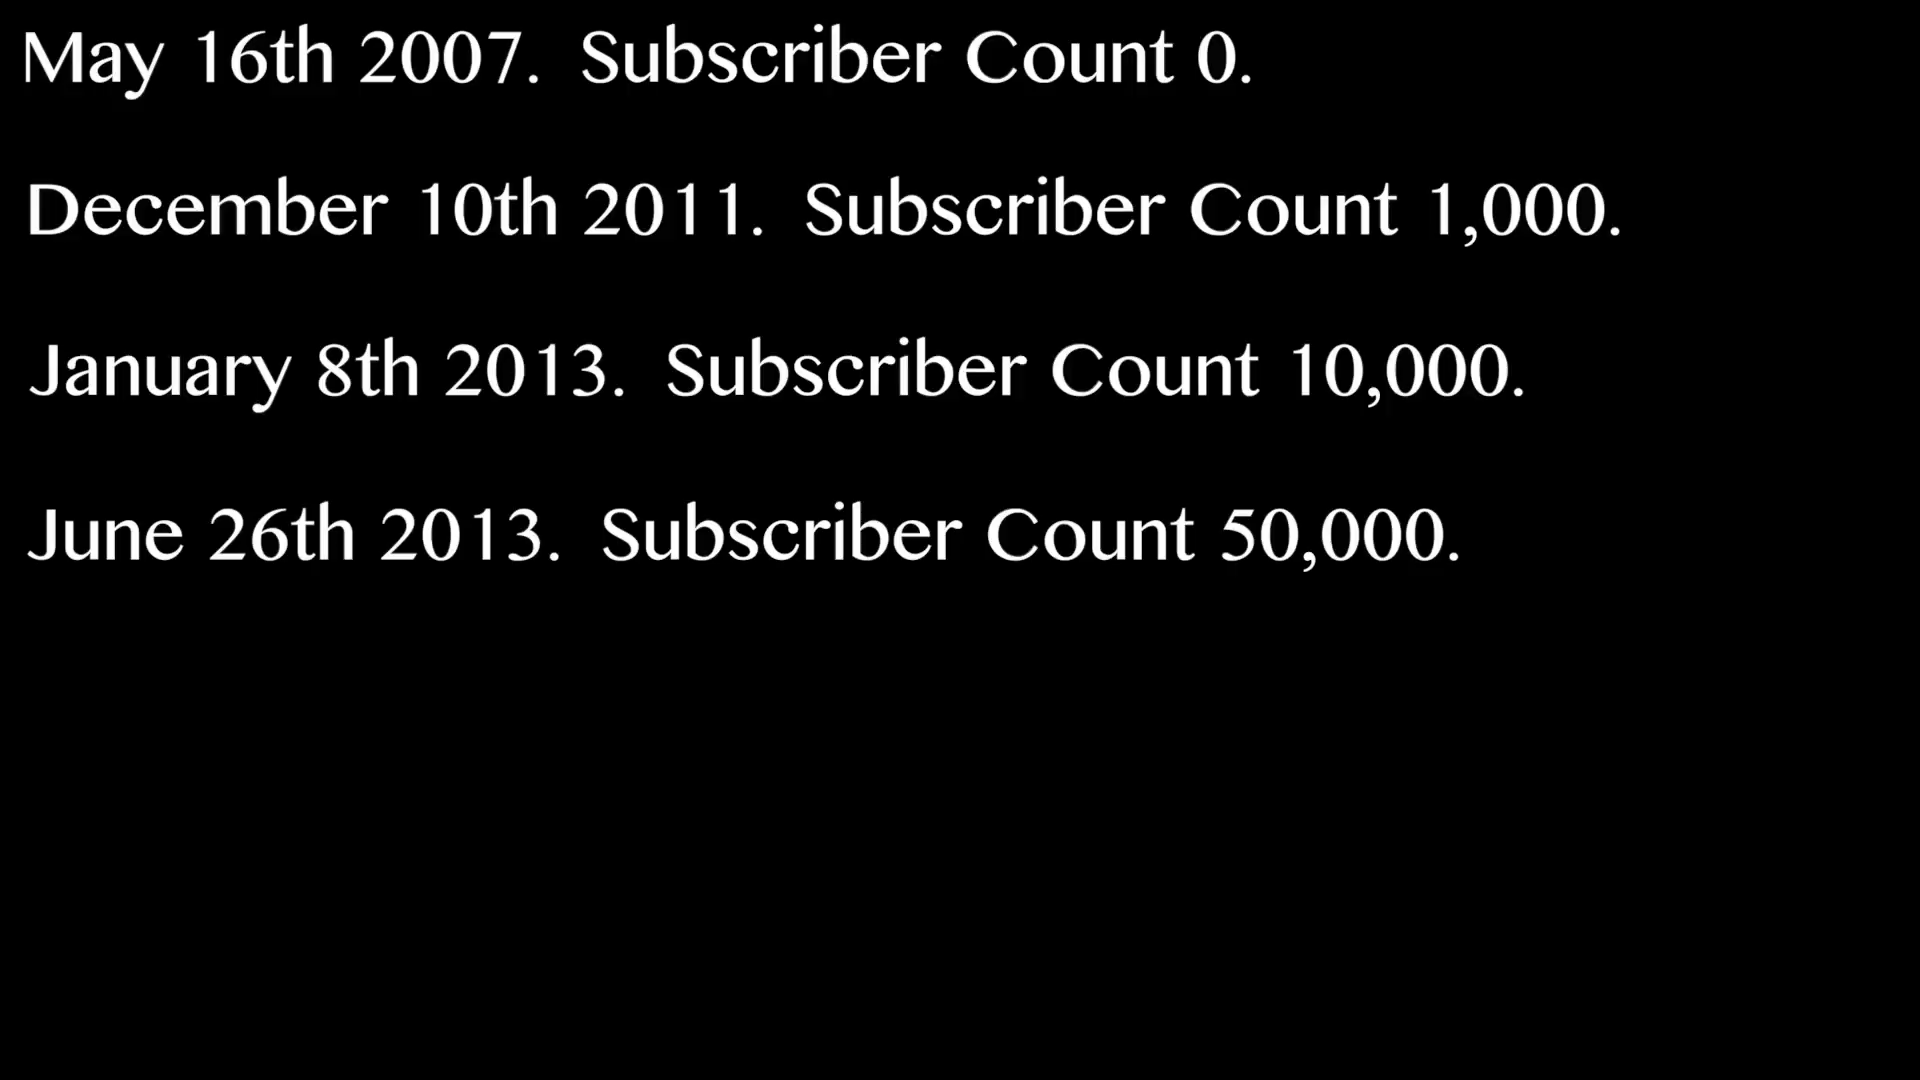 May 16th 2007. Subscriber Count 0.
December 10th 2011. Subscriber Count 1,000.
January 8th 2013. Subscriber Count 10,000.
June 26th 2013. Subscriber Count 50,000.